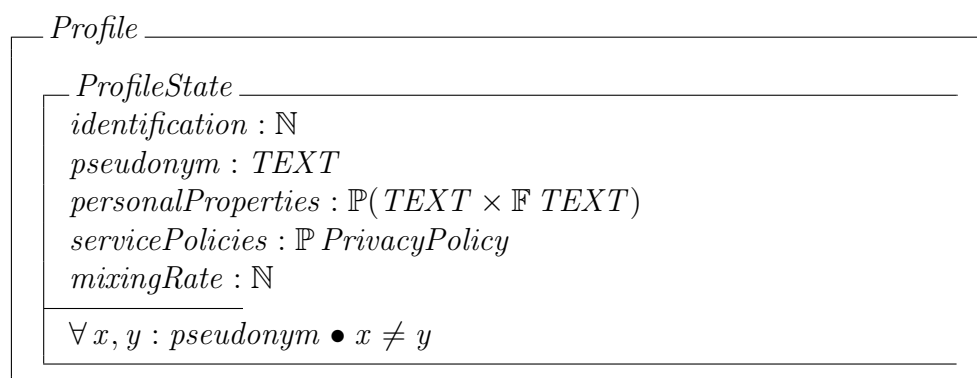 Profile
ProfileState
identification : ℕ
pseudonym : TEXT
personalProperties : ℙ(TEXT × 𝔽 TEXT)
servicePolicies : ℙ PrivacyPolicy
mixingRate : ℕ
∀ x, y : pseudonym • x ≠ y